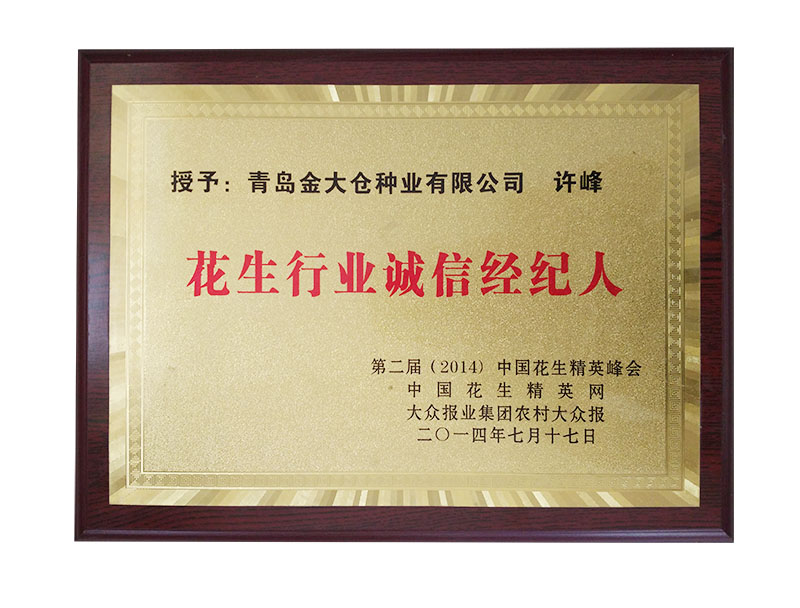 授予：青岛金大仓种业有限公司 许峰
花生行业诚信经纪人
第二届（2014）中国花生精英峰会
中国花生精英网
大众报业集团农村大众报
二〇一四年七月十七日